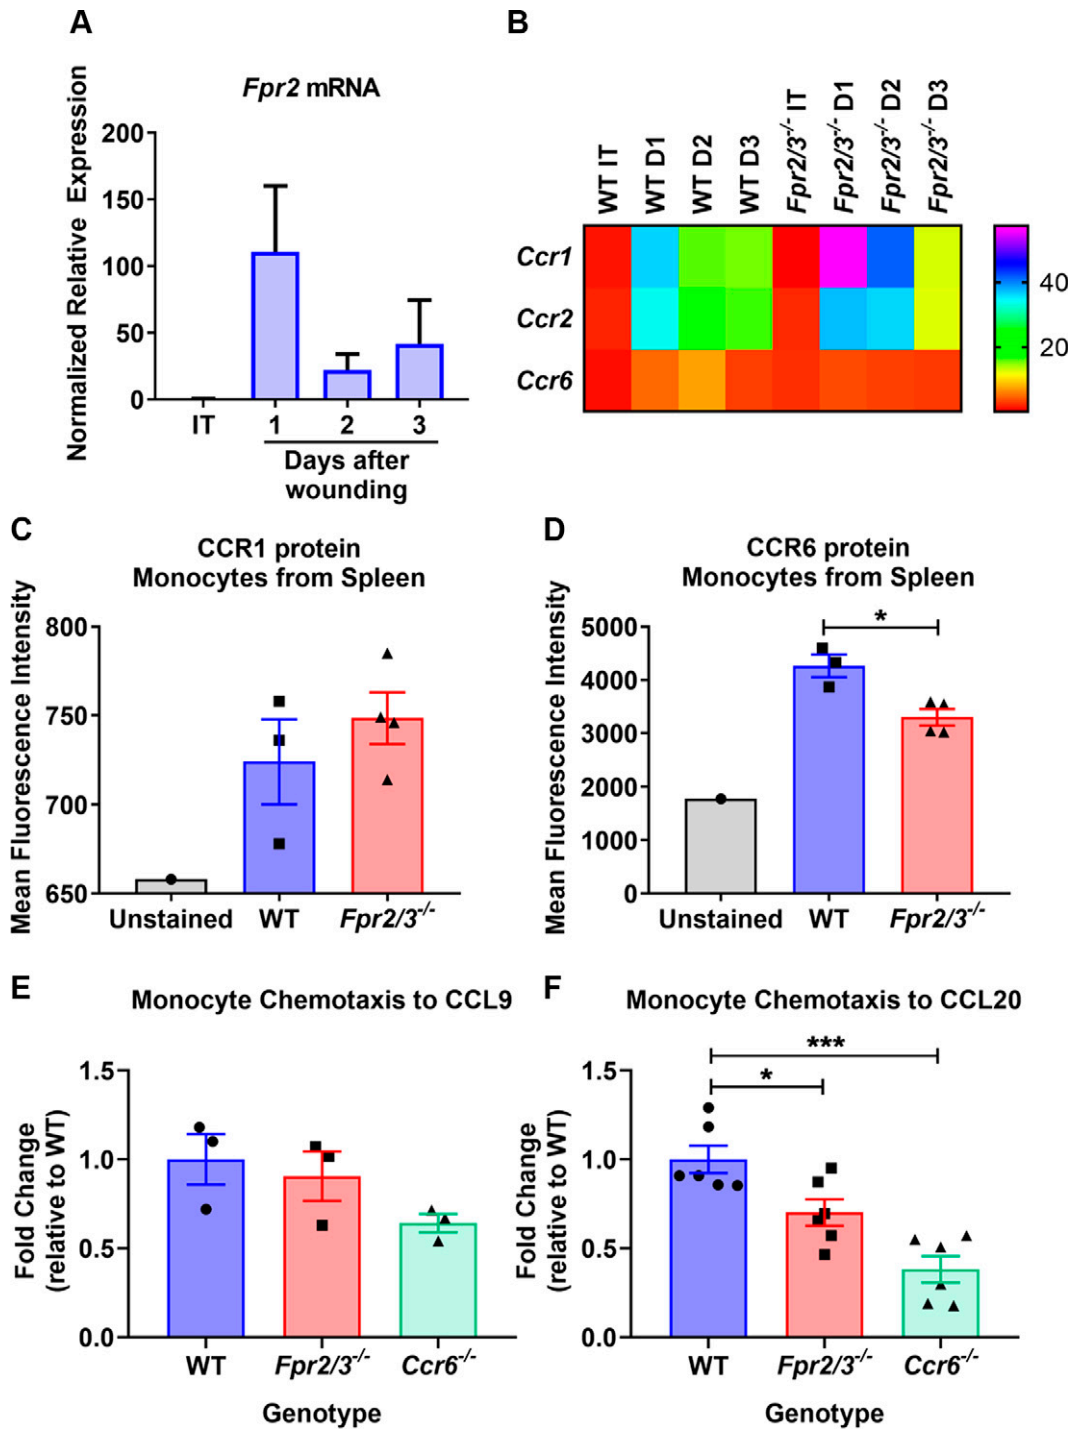 A
Fpr2 mRNA
Normalized Relative Expression
200
150
100
50
0
IT
1
2
3
Days after
wounding
B
WT IT
WT D1
WT D2
WT D3
Fpr2/3-/- IT
Fpr2/3-/- D1
Fpr2/3-/- D2
Fpr2/3-/- D3
Ccr1
Ccr2
Ccr6
40
20
C
CCR1 protein
Monocytes from Spleen
Mean Fluorescence Intensity
800
750
700
650
Unstained
WT
Fpr2/3-/-
D
CCR6 protein
Monocytes from Spleen
Mean Fluorescence Intensity
5000
4000
3000
2000
1000
0
*
Unstained
WT
Fpr2/3-/-
E
Monocyte Chemotaxis to CCL9
Fold Change
(relative to WT)
1.5
1.0
0.5
0.0
WT
Fpr2/3-/-
Ccr6-/-
Genotype
F
Monocyte Chemotaxis to CCL20
Fold Change
(relative to WT)
1.5
1.0
0.5
0.0
***
*
WT
Fpr2/3-/-
Ccr6-/-
Genotype